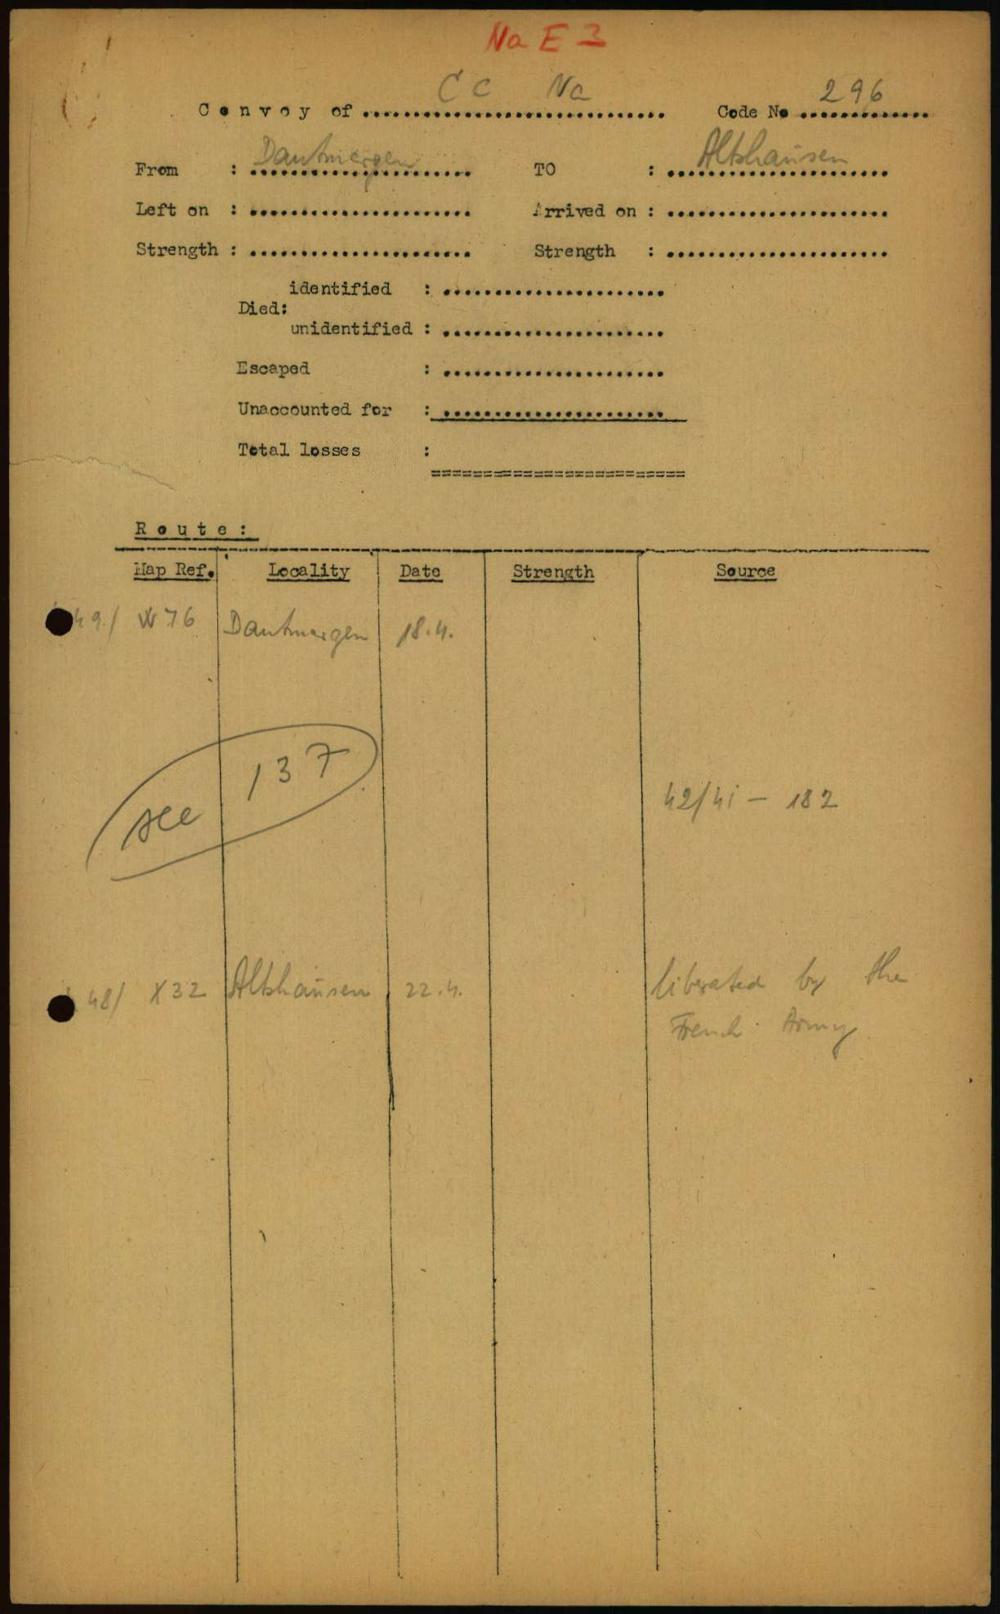 Na E 3
Convoy of .............................. CC Na Code No ............. 296
From : ...................... Dautmergen TO : ...................... Altshausen
Left on : ...................... Arrived on : ......................
Strength : ...................... Strength : ......................
identified : ......................
Died:
unidentified : ......................
Escaped : ......................
Unaccounted for : ......................
Total losses :
=========================
Route:
Map Ref. Locality Date Strength Source
49/ W 76 Dautmergen 18.4.
see 137
42/41 - 182
48/ X32 Altshausen 22.4. liberated by the
French Army